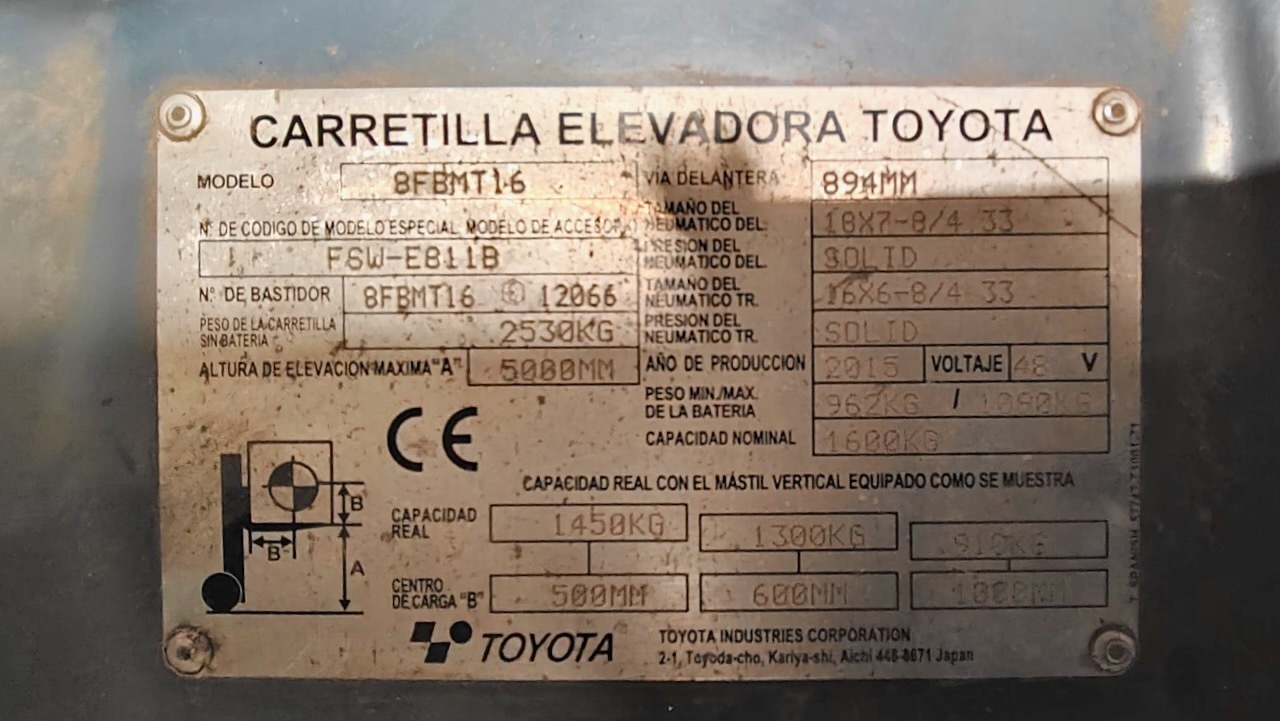 CARRETILLA ELEVADORA TOYOTA
MODELO 8FBMT16
Nº DE CODIGO DE MODELO ESPECIAL, MODELO DE ACCESOR
FSW-E811B
Nº DE BASTIDOR 8FBMT16 12066
PESO DE LA CARRETILLA
SIN BATERIA 2530KG
ALTURA DE ELEVACION MAXIMA "A" 5000MM
VIA DELANTERA 894MM
TAMAÑO DEL
NEUMATICO DEL. 18X7-8/4.33
PRESION DEL
NEUMATICO DEL. SOLID
TAMAÑO DEL
NEUMATICO TR. 16X6-8/4.33
PRESION DEL
NEUMATICO TR. SOLID
AÑO DE PRODUCCION 2015 VOLTAJE 48 V
PESO MIN./MAX.
DE LA BATERIA 962KG / 1090KG
CAPACIDAD NOMINAL 1600KG
CE
CAPACIDAD REAL CON EL MÁSTIL VERTICAL EQUIPADO COMO SE MUESTRA
B
B
A
CAPACIDAD
REAL 1450KG 1300KG 910KG
CENTRO
DE CARGA "B" 500MM 600MM 1000MM
TOYOTA
TOYOTA INDUSTRIES CORPORATION
2-1, Toyoda-cho, Kariya-shi, Aichi 448-8671 Japan